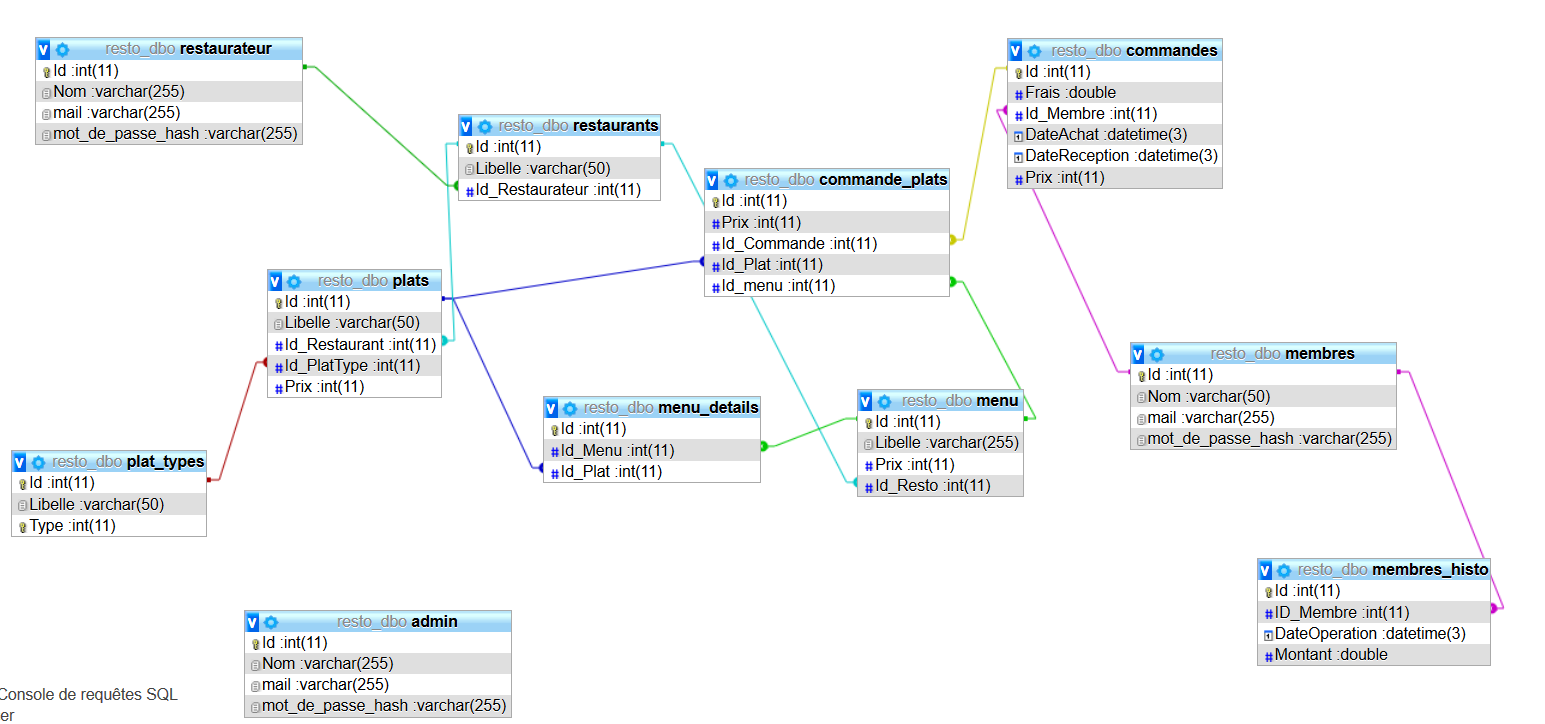 resto_dbo restaurateur
Id :int(11)
Nom :varchar(255)
mail :varchar(255)
mot_de_passe_hash :varchar(255)
resto_dbo restaurants
Id :int(11)
Libelle :varchar(50)
Id_Restaurateur :int(11)
resto_dbo commande_plats
Id :int(11)
Prix :int(11)
Id_Commande :int(11)
Id_Plat :int(11)
Id_menu :int(11)
resto_dbo commandes
Id :int(11)
Frais :double
Id_Membre :int(11)
DateAchat :datetime(3)
DateReception :datetime(3)
Prix :int(11)
resto_dbo plats
Id :int(11)
Libelle :varchar(50)
Id_Restaurant :int(11)
Id_PlatType :int(11)
Prix :int(11)
resto_dbo menu_details
Id :int(11)
Id_Menu :int(11)
Id_Plat :int(11)
resto_dbo menu
Id :int(11)
Libelle :varchar(255)
Prix :int(11)
Id_Resto :int(11)
resto_dbo membres
Id :int(11)
Nom :varchar(50)
mail :varchar(255)
mot_de_passe_hash :varchar(255)
resto_dbo plat_types
Id :int(11)
Libelle :varchar(50)
Type :int(11)
resto_dbo membres_histo
Id :int(11)
ID_Membre :int(11)
DateOperation :datetime(3)
Montant :double
resto_dbo admin
Id :int(11)
Nom :varchar(255)
mail :varchar(255)
mot_de_passe_hash :varchar(255)
Console de requêtes SQL
er